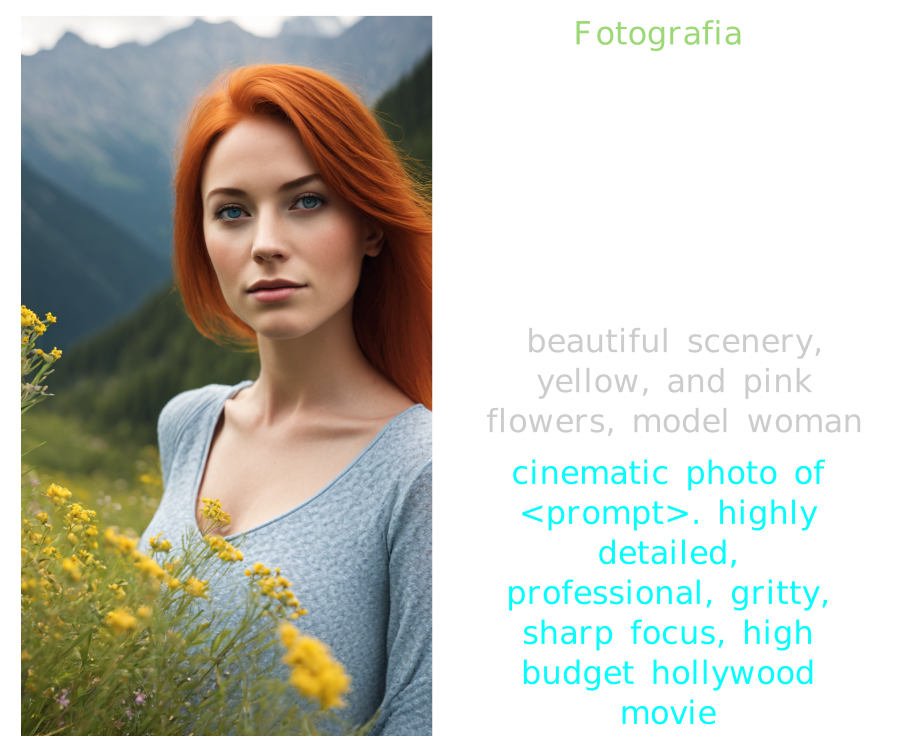 Fotografia
beautiful scenery,
yellow, and pink
flowers, model woman
cinematic photo of
<prompt>. highly
detailed,
professional, gritty,
sharp focus, high
budget hollywood
movie